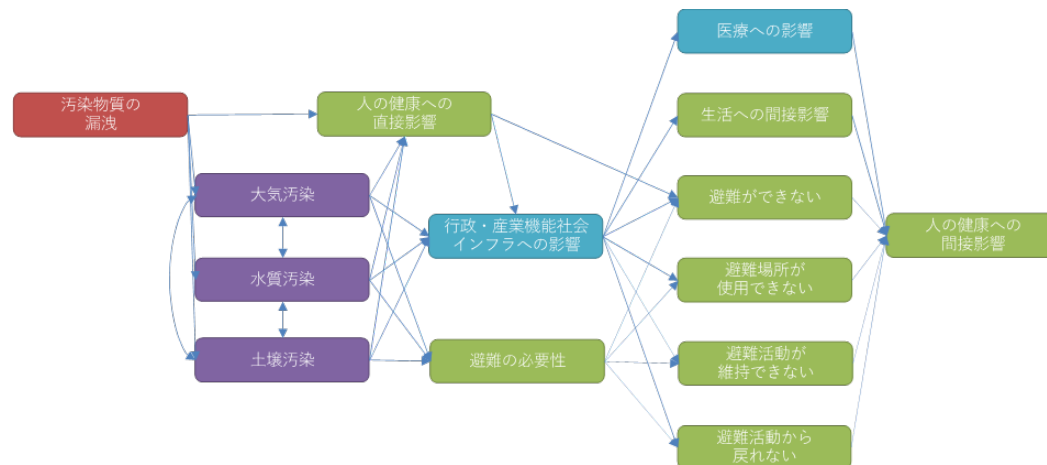 医療への影響
汚染物質の
漏洩
人の健康への
直接影響
生活への間接影響
大気汚染
避難ができない
行政・産業機能社会
インフラへの影響
人の健康への
間接影響
水質汚染
避難場所が
使用できない
土壌汚染
避難の必要性
避難活動が
維持できない
避難活動から
戻れない